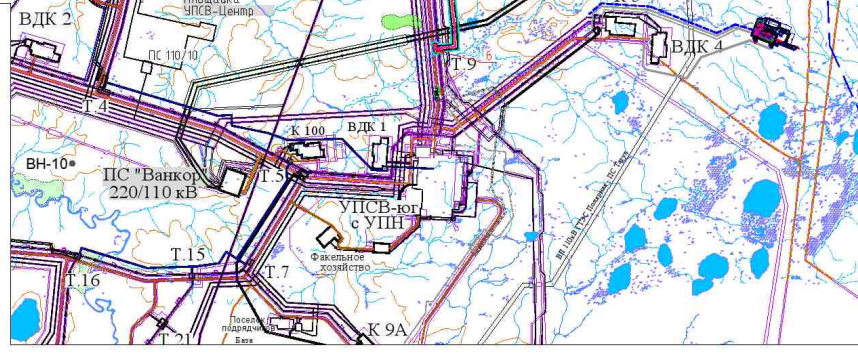 Площадка
УПСВ-Центр
ВДК 2
ПС 110/10
Т 9
6
ВДК 4
Т.4
К 100
ВДК 1
ВН-10
Т.5
ПС "Ванкор"
220/110 кВ
УПСВ-юг
с УПН
Факельное
хозяйство
Т.15
Т.16
Т.7
Поселок
подрядчиков
База
Т.21
К 9А